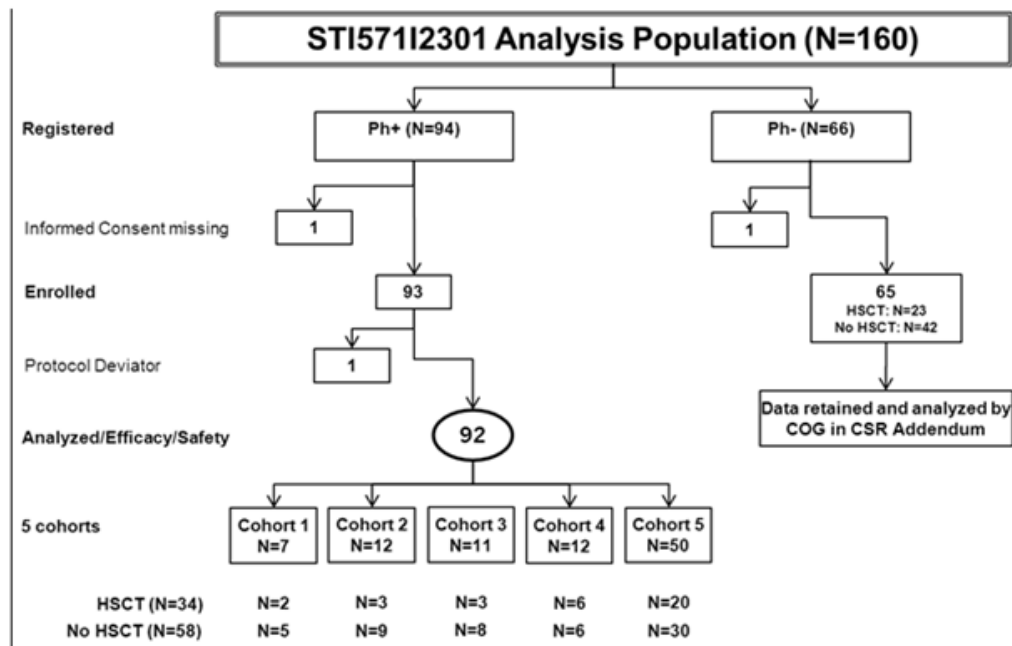 STI571I2301 Analysis Population (N=160)
Registered
Ph+ (N=94)
Ph- (N=66)
Informed Consent missing
1
1
Enrolled
93
65
HSCT: N=23
No HSCT: N=42
Protocol Deviator
1
Data retained and analyzed by
COG in CSR Addendum
Analyzed/Efficacy/Safety
92
5 cohorts
Cohort 1
N=7
Cohort 2
N=12
Cohort 3
N=11
Cohort 4
N=12
Cohort 5
N=50
HSCT (N=34) N=2 N=3 N=3 N=6 N=20
No HSCT (N=58) N=5 N=9 N=8 N=6 N=30